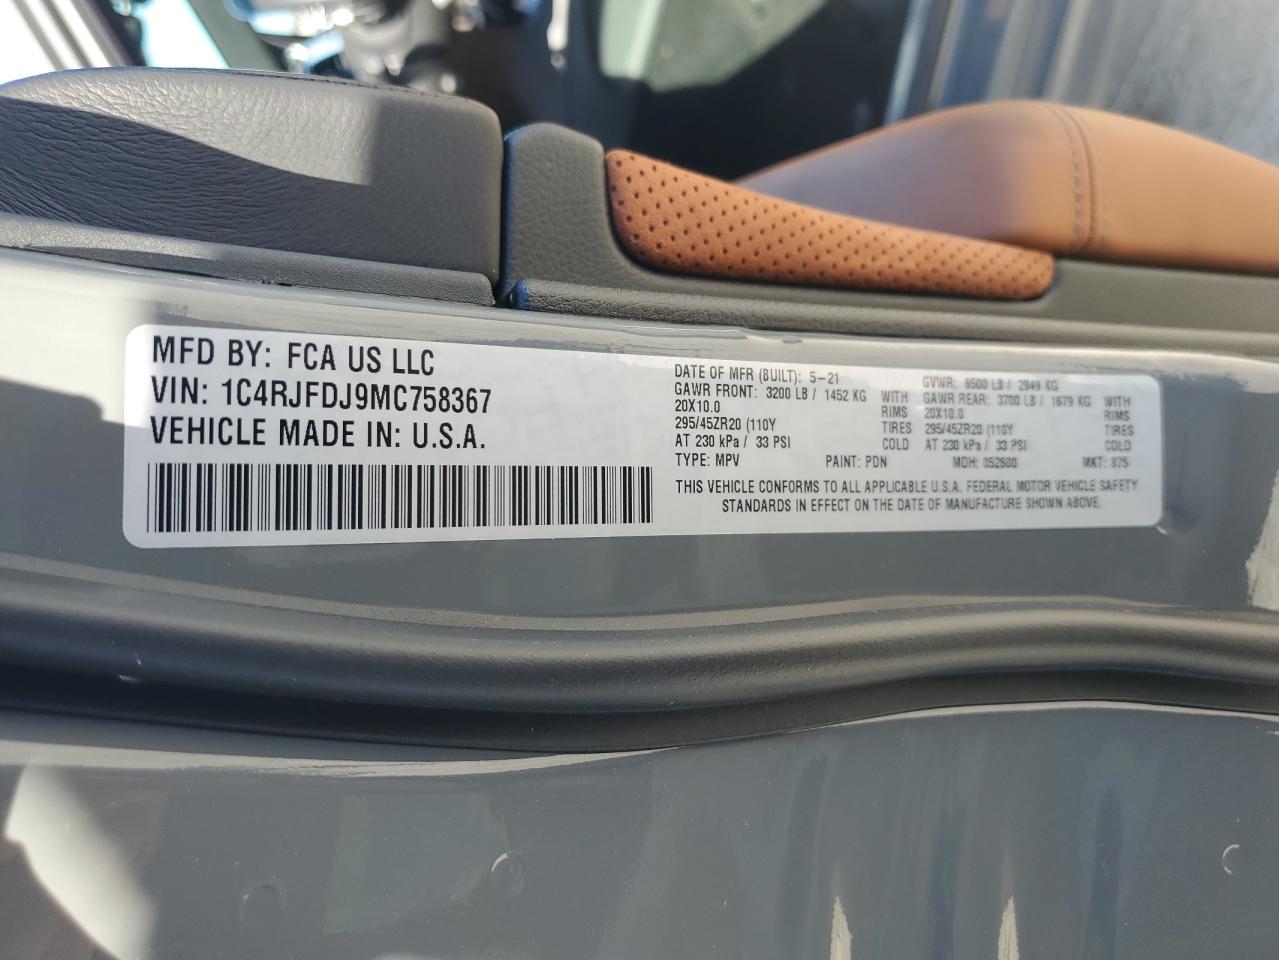 MFD BY: FCA US LLC
VIN: 1C4RJFDJ9MC758367
VEHICLE MADE IN: U.S.A.
DATE OF MFR (BUILT): 5-21 GVWR: 6500 LB / 2949 KG
GAWR FRONT: 3200 LB / 1452 KG WITH GAWR REAR: 3700 LB / 1679 KG WITH
20X10.0 RIMS 20X10.0 RIMS
295/45ZR20 (110Y TIRES 295/45ZR20 (110Y TIRES
AT 230 kPa / 33 PSI COLD AT 230 kPa / 33 PSI COLD
TYPE: MPV PAINT: PDN MDH: 052600 MKT: 875
THIS VEHICLE CONFORMS TO ALL APPLICABLE U.S.A. FEDERAL MOTOR VEHICLE SAFETY
STANDARDS IN EFFECT ON THE DATE OF MANUFACTURE SHOWN ABOVE.